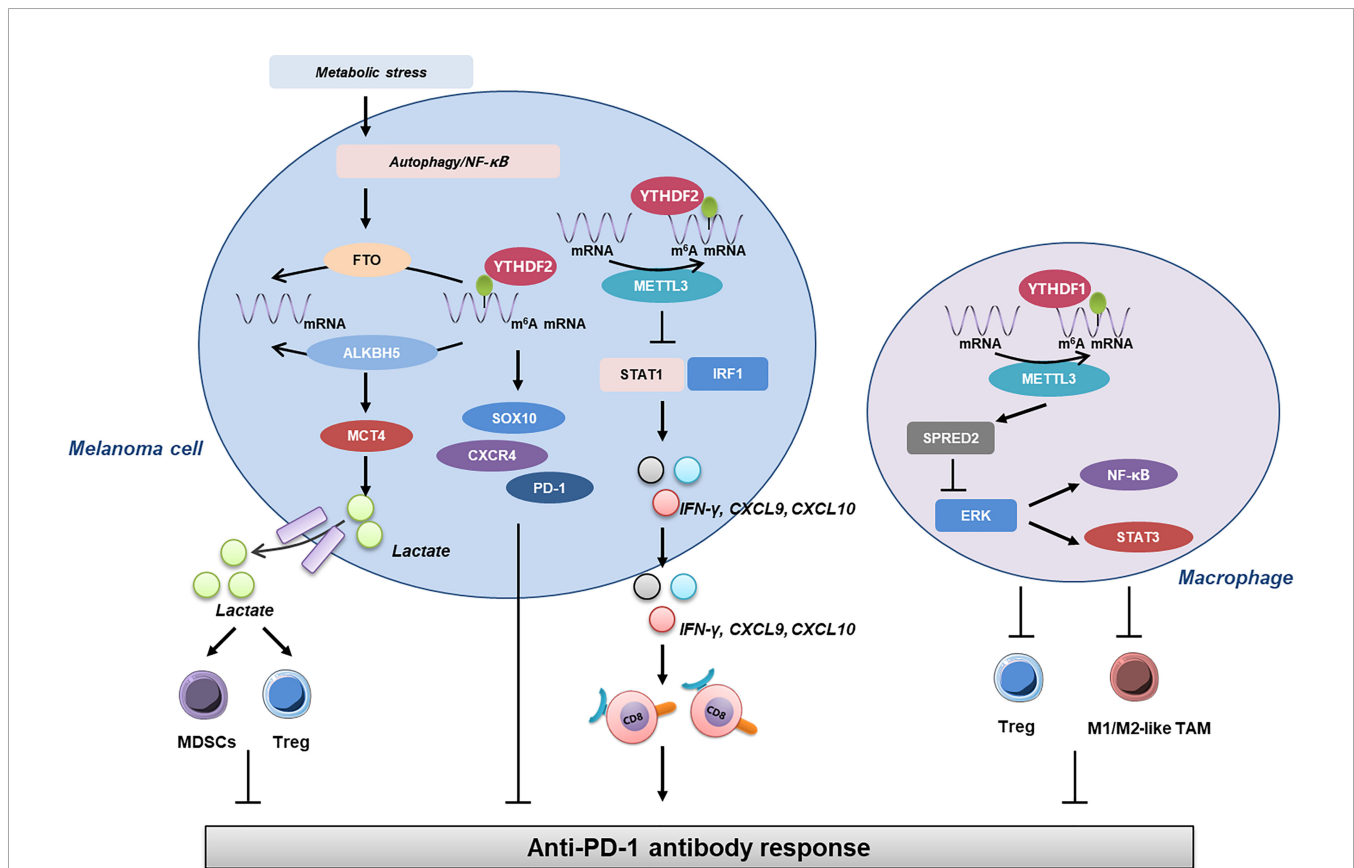 Metabolic stress
Autophagy/NF-κB
FTO
YTHDF2
mRNA
m⁶A mRNA
ALKBH5
MCT4
Lactate
Lactate
MDSCs
Treg
SOX10
CXCR4
PD-1
YTHDF2
mRNA
m⁶A mRNA
METTL3
STAT1
IRF1
IFN-γ, CXCL9, CXCL10
IFN-γ, CXCL9, CXCL10
CD8
CD8
Melanoma cell
YTHDF1
mRNA
m⁶A mRNA
METTL3
SPRED2
ERK
NF-κB
STAT3
Macrophage
Treg
M1/M2-like TAM
Anti-PD-1 antibody response